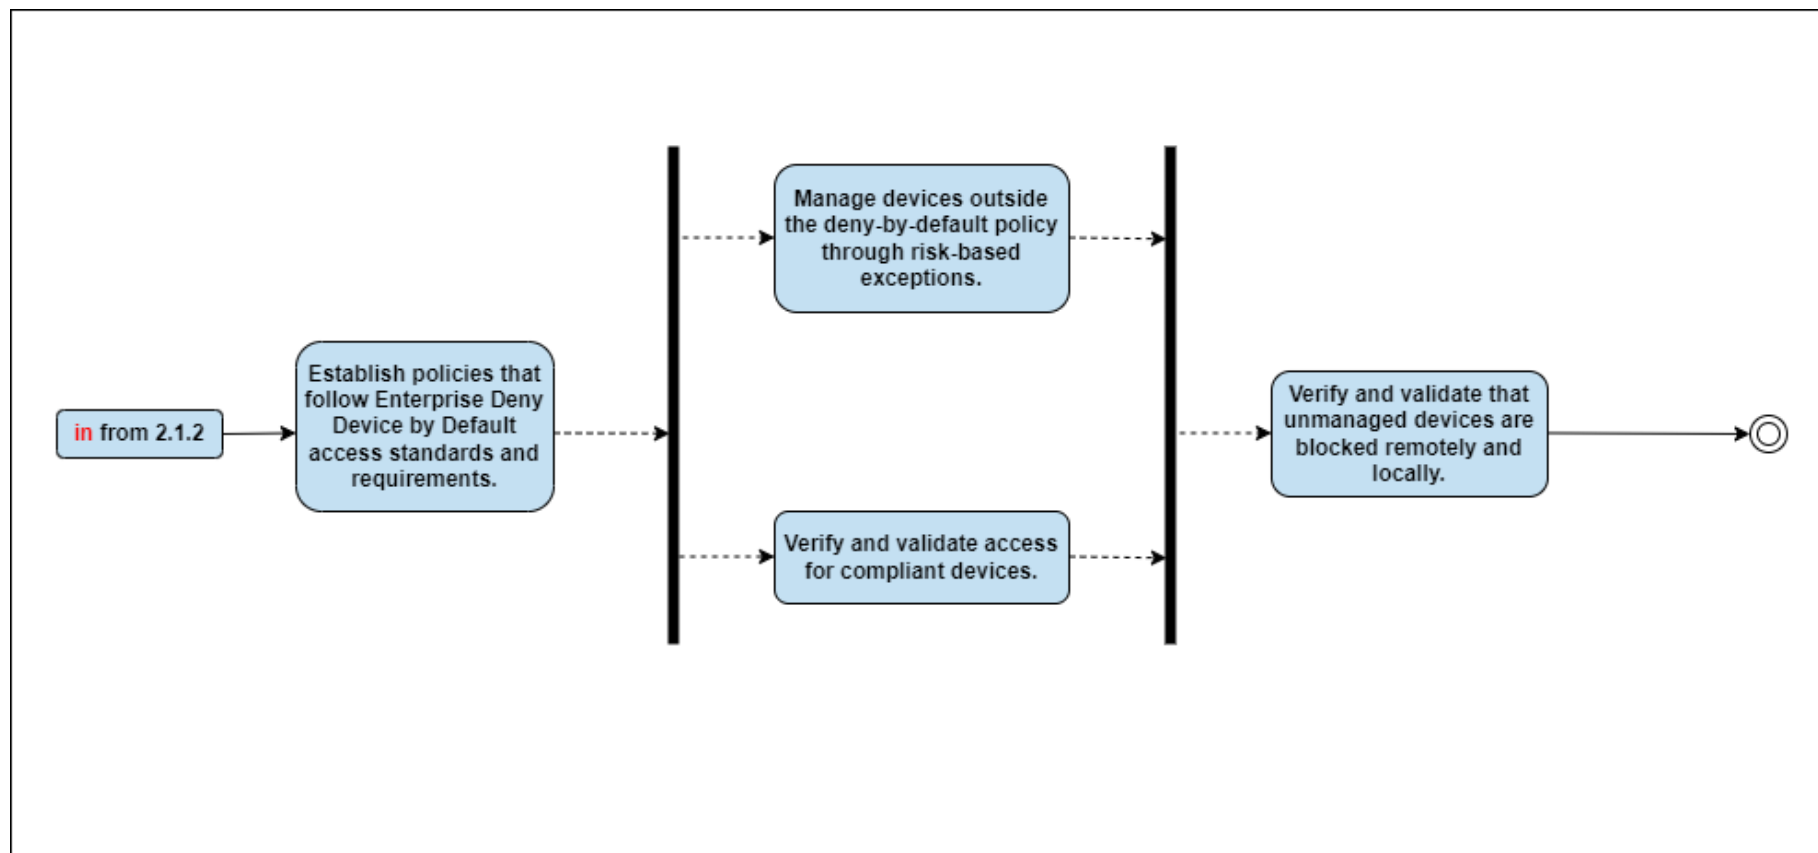 in from 2.1.2
Establish policies that
follow Enterprise Deny
Device by Default
access standards and
requirements.
Manage devices outside
the deny-by-default policy
through risk-based
exceptions.
Verify and validate access
for compliant devices.
Verify and validate that
unmanaged devices are
blocked remotely and
locally.